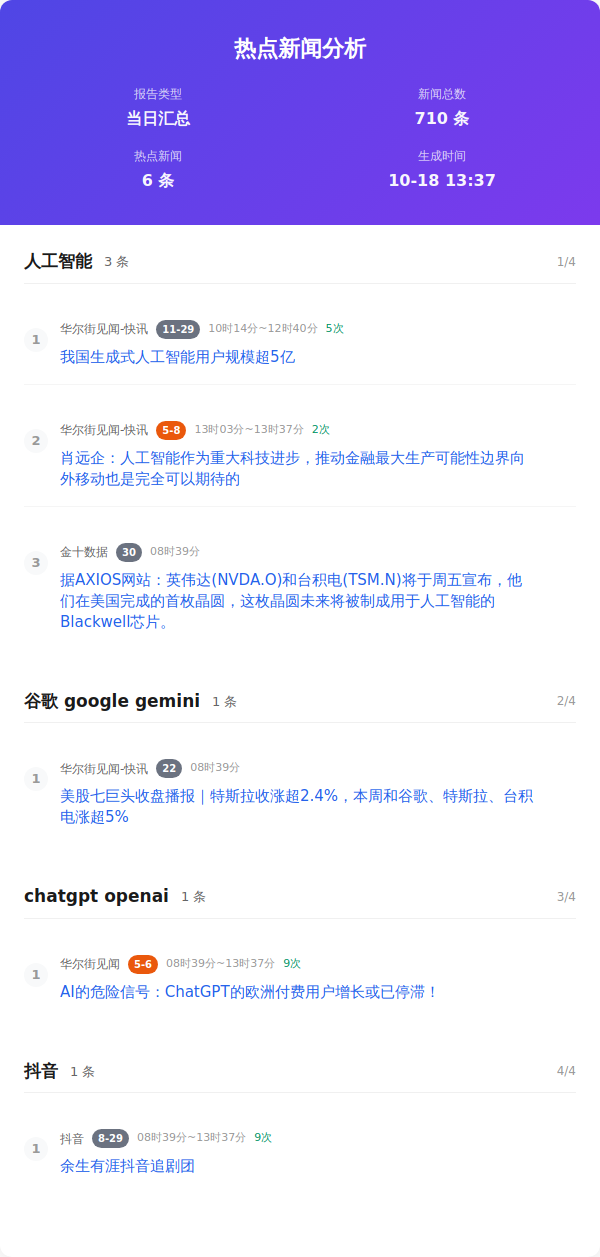 热点新闻分析
报告类型
新闻总数
当日汇总
710 条
热点新闻
生成时间
6 条
10-18 13:37
人工智能 3 条 1/4
1
华尔街见闻-快讯 11-29 10时14分~12时40分 5次
我国生成式人工智能用户规模超5亿
2
华尔街见闻-快讯 5-8 13时03分~13时37分 2次
肖远企：人工智能作为重大科技进步，推动金融最大生产可能性边界向
外移动也是完全可以期待的
3
金十数据 30 08时39分
据AXIOS网站：英伟达(NVDA.O)和台积电(TSM.N)将于周五宣布，他
们在美国完成的首枚晶圆，这枚晶圆未来将被制成用于人工智能的
Blackwell芯片。
谷歌 google gemini 1 条 2/4
1
华尔街见闻-快讯 22 08时39分
美股七巨头收盘播报｜特斯拉收涨超2.4%，本周和谷歌、特斯拉、台积
电涨超5%
chatgpt openai 1 条 3/4
1
华尔街见闻 5-6 08时39分~13时37分 9次
AI的危险信号：ChatGPT的欧洲付费用户增长或已停滞！
抖音 1 条 4/4
1
抖音 8-29 08时39分~13时37分 9次
余生有涯抖音追剧团